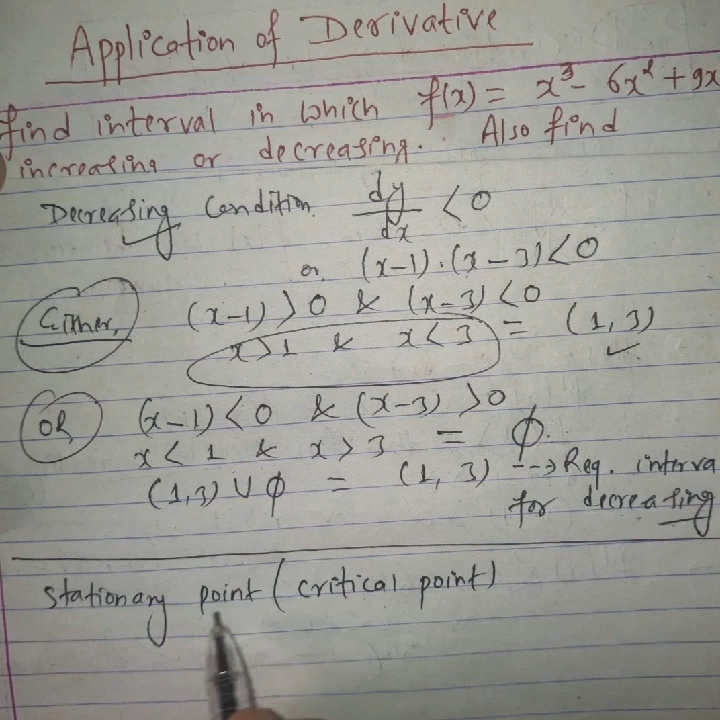 Application of Derivative
find interval in which f(x) = x³- 6x² + 9x
increasing or decreasing. Also find
Decreasing Condition dy/dx < 0
or (x-1).(x-3)<0
Either, (x-1) > 0 & (x-3) < 0
x>1 & x<3 = (1,3)
OR (x-1) < 0 & (x-3) > 0
x < 1 & x > 3 = ϕ.
(1,3) ∪ ϕ = (1,3) --> Req. interva
for decreasing
Stationary point (critical point)